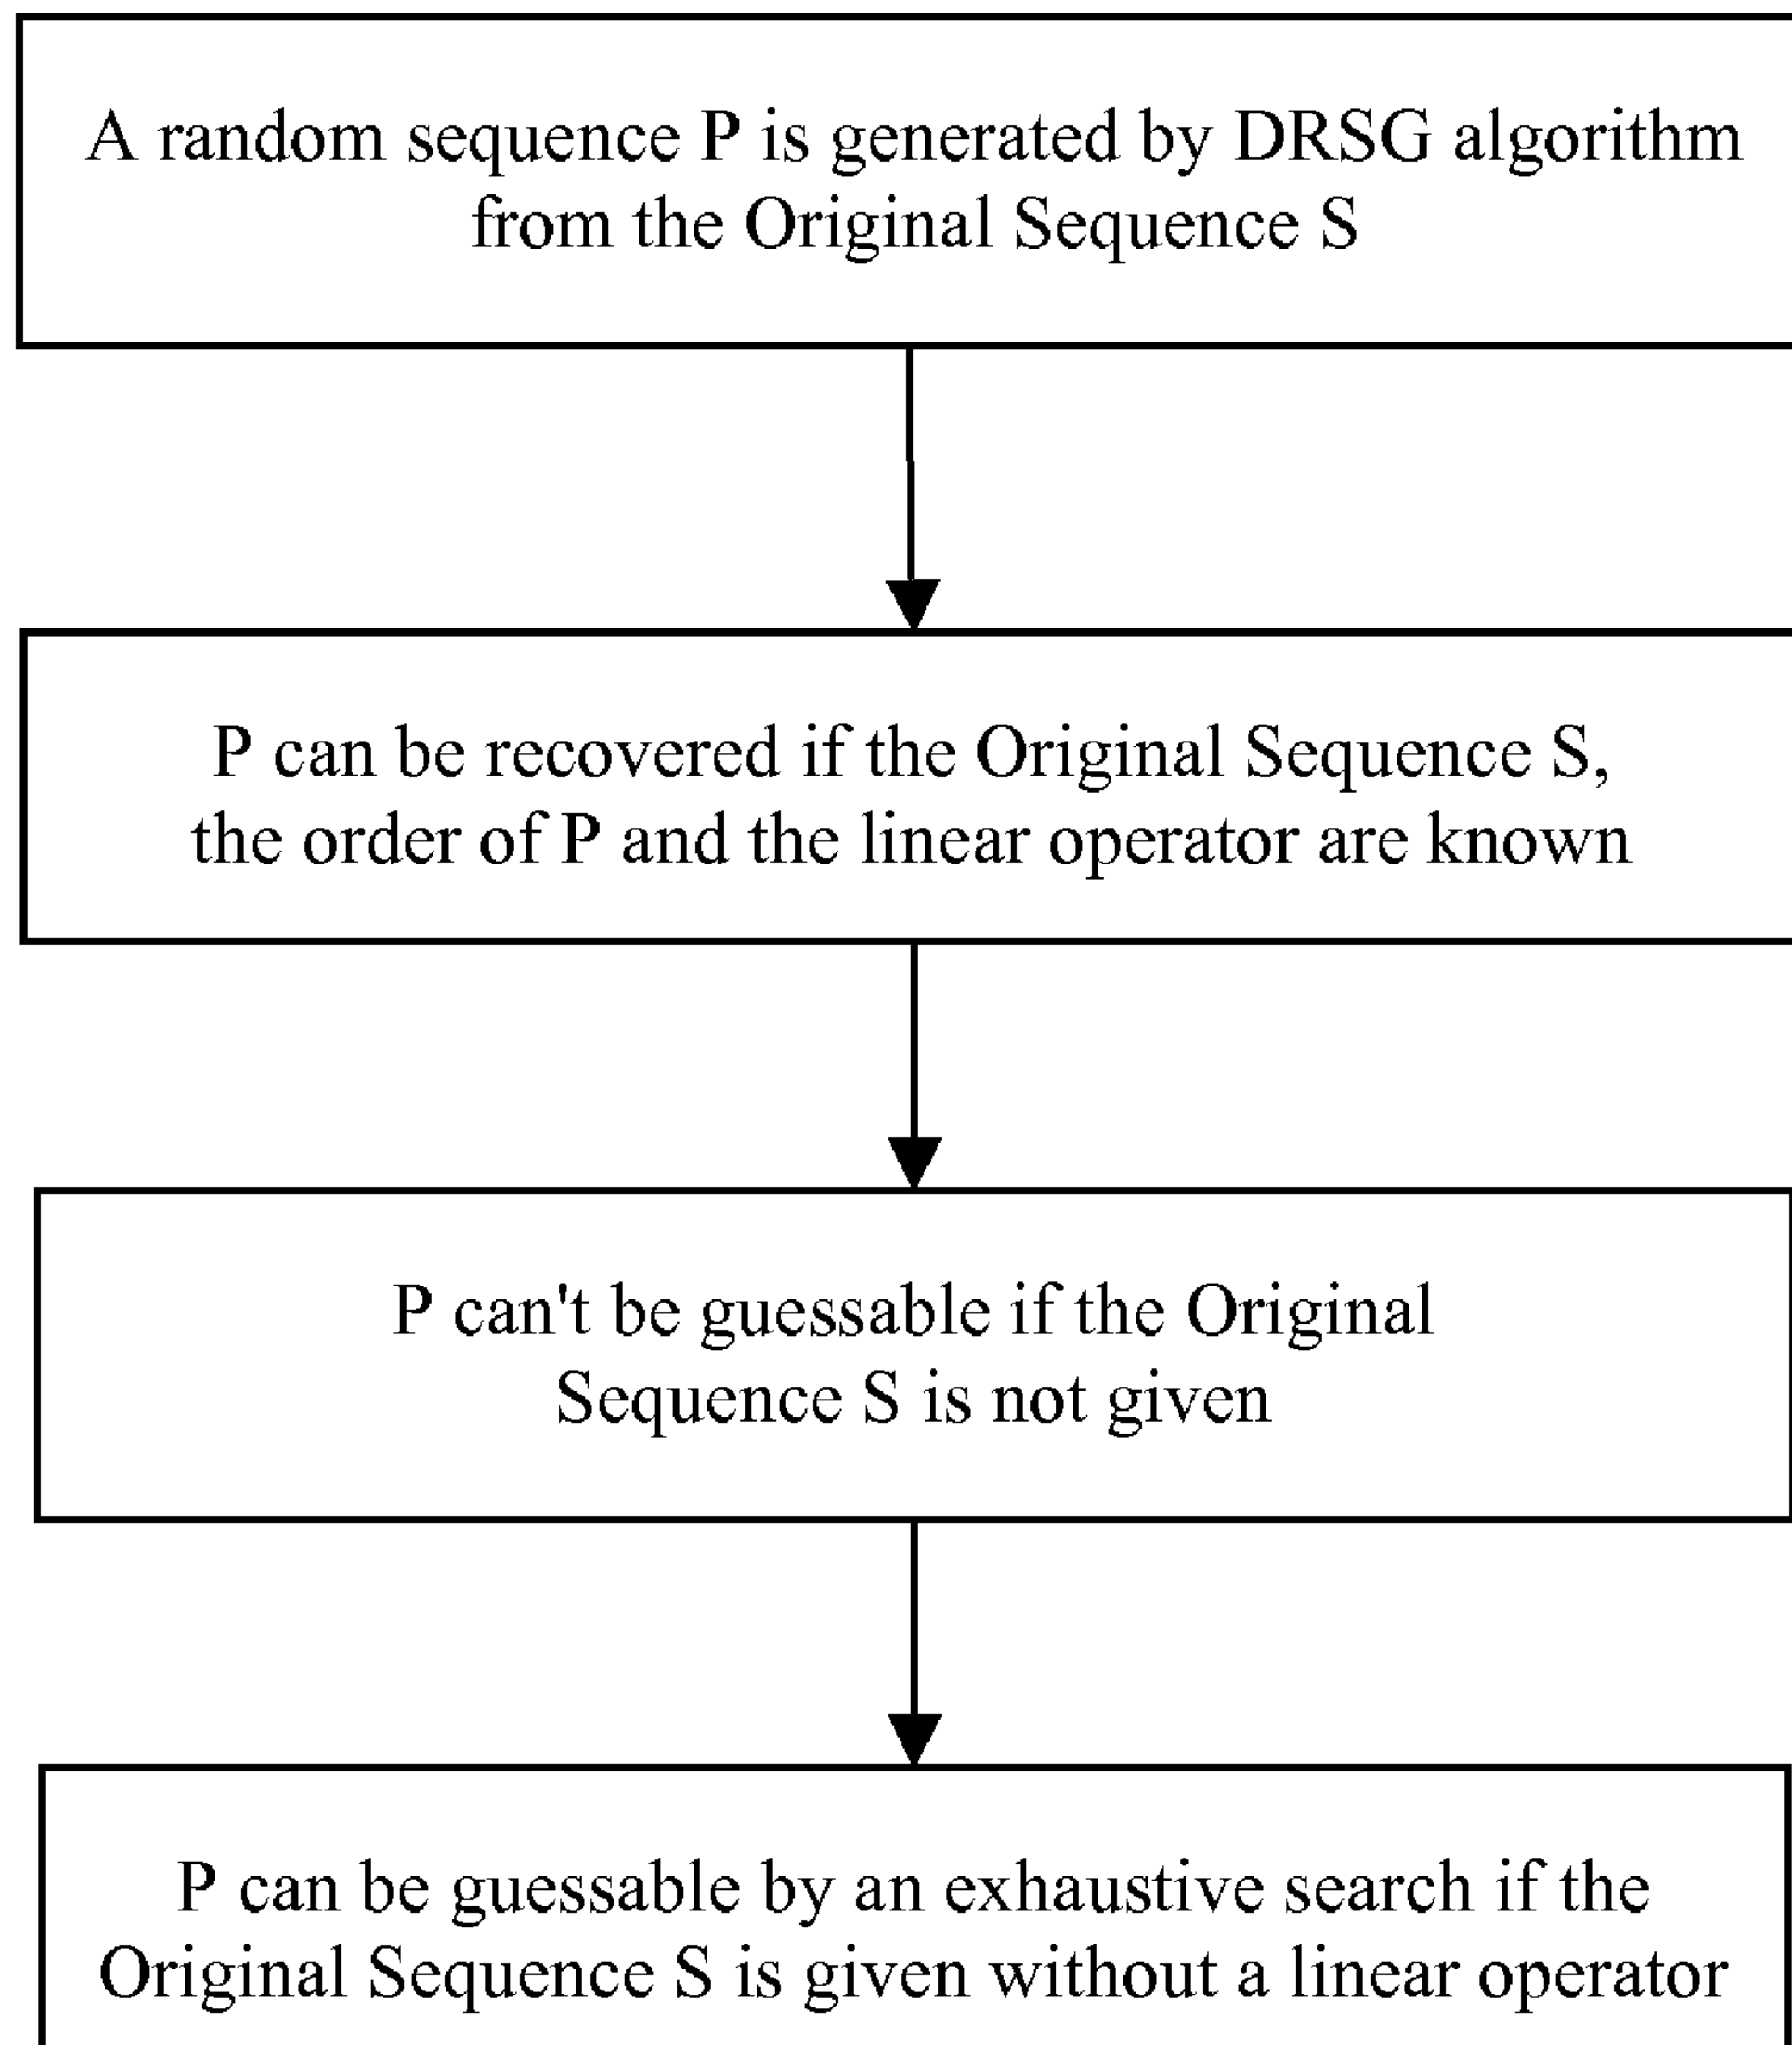 A random sequence P is generated by DRSG algorithm
from the Original Sequence S
P can be recovered if the Original Sequence S,
the order of P and the linear operator are known
P can't be guessable if the Original
Sequence S is not given
P can be guessable by an exhaustive search if the
Original Sequence S is given without a linear operator